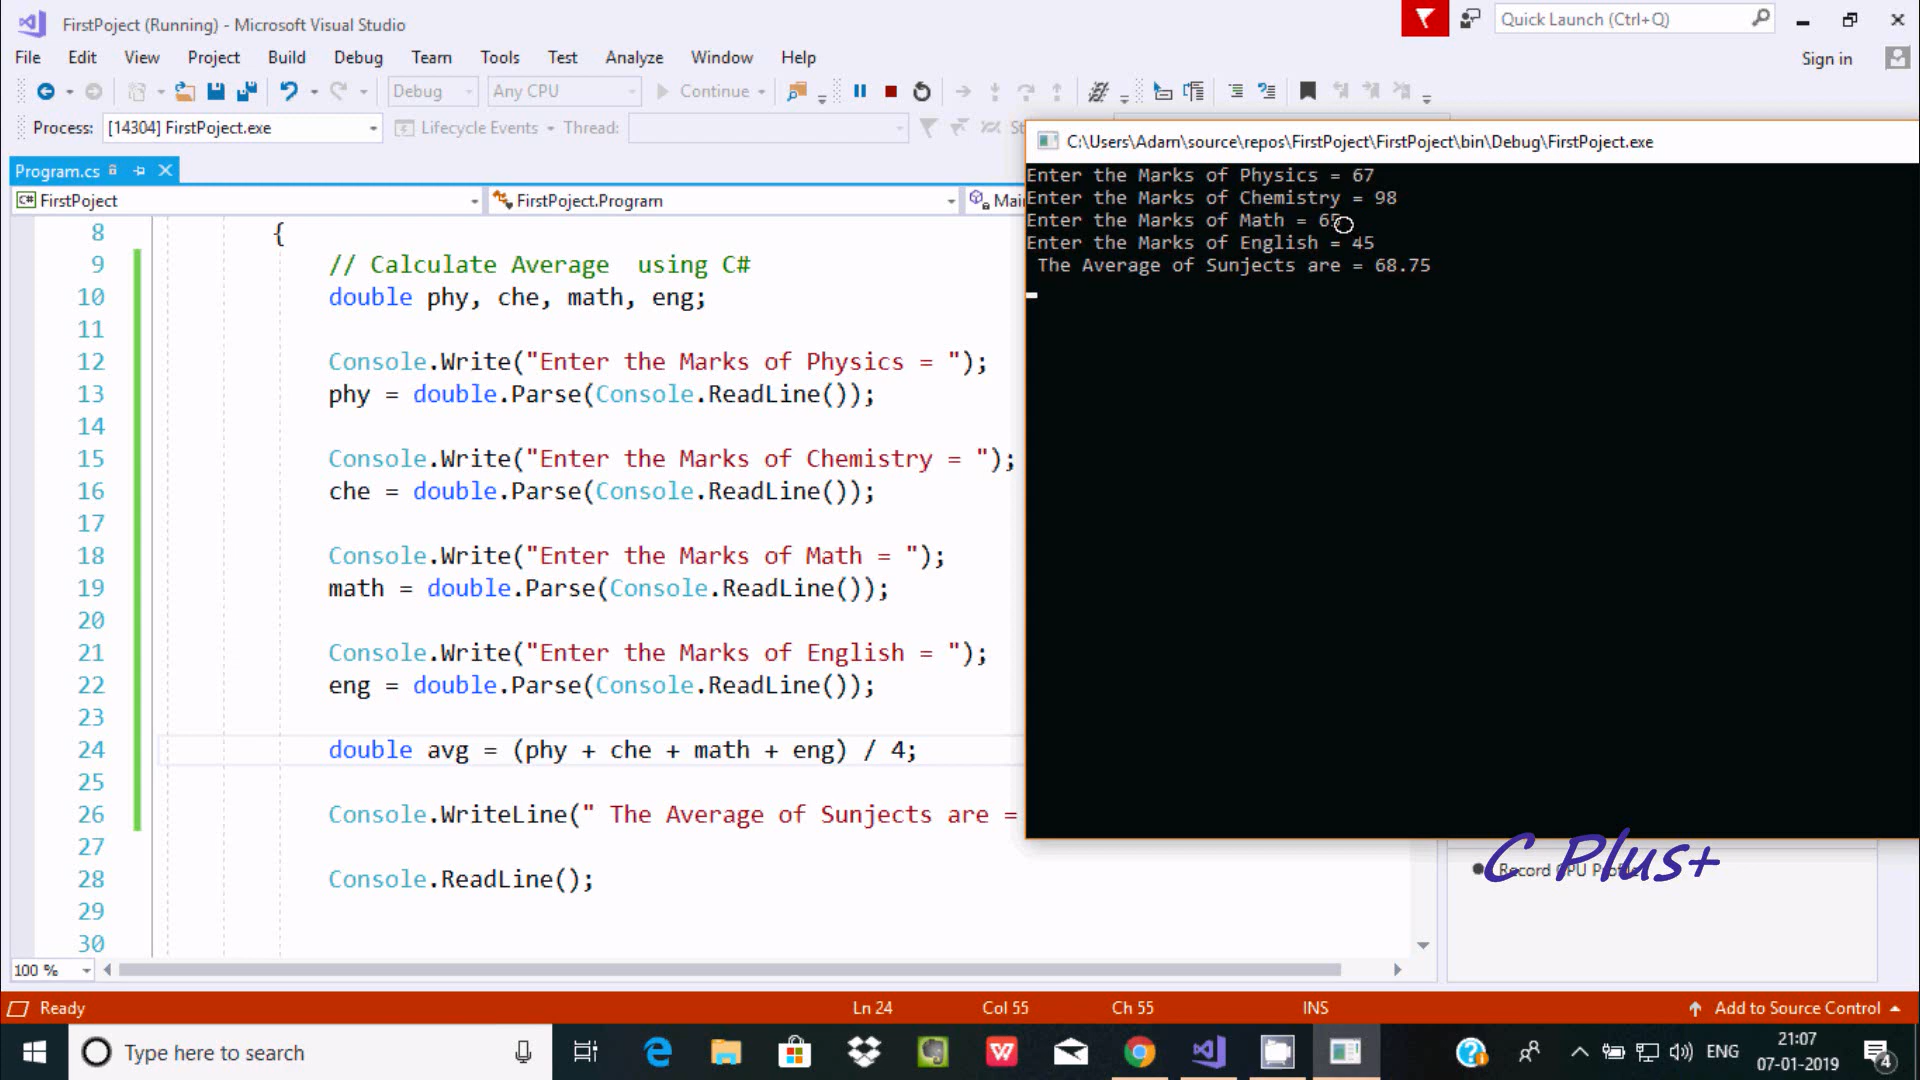 FirstPoject (Running) - Microsoft Visual Studio
Quick Launch (Ctrl+Q)
File Edit View Project Build Debug Team Tools Test Analyze Window Help
Sign in
Debug Any CPU Continue
Process: [14304] FirstPoject.exe Lifecycle Events Thread:
Program.cs
FirstPoject FirstPoject.Program
8 {
9 // Calculate Average  using C#
10 double phy, che, math, eng;
11
12 Console.Write("Enter the Marks of Physics = ");
13 phy = double.Parse(Console.ReadLine());
14
15 Console.Write("Enter the Marks of Chemistry = ");
16 che = double.Parse(Console.ReadLine());
17
18 Console.Write("Enter the Marks of Math = ");
19 math = double.Parse(Console.ReadLine());
20
21 Console.Write("Enter the Marks of English = ");
22 eng = double.Parse(Console.ReadLine());
23
24 double avg = (phy + che + math + eng) / 4;
25
26 Console.WriteLine(" The Average of Sunjects are =
27
28 Console.ReadLine();
29
30
100 %
C:\Users\Adarn\source\repos\FirstPoject\FirstPoject\bin\Debug\FirstPoject.exe
Enter the Marks of Physics = 67
Enter the Marks of Chemistry = 98
Enter the Marks of Math = 65
Enter the Marks of English = 45
The Average of Sunjects are = 68.75
C Plus+
Record CPU
Ready Ln 24 Col 55 Ch 55 INS Add to Source Control
Type here to search
ENG
21:07
07-01-2019
4